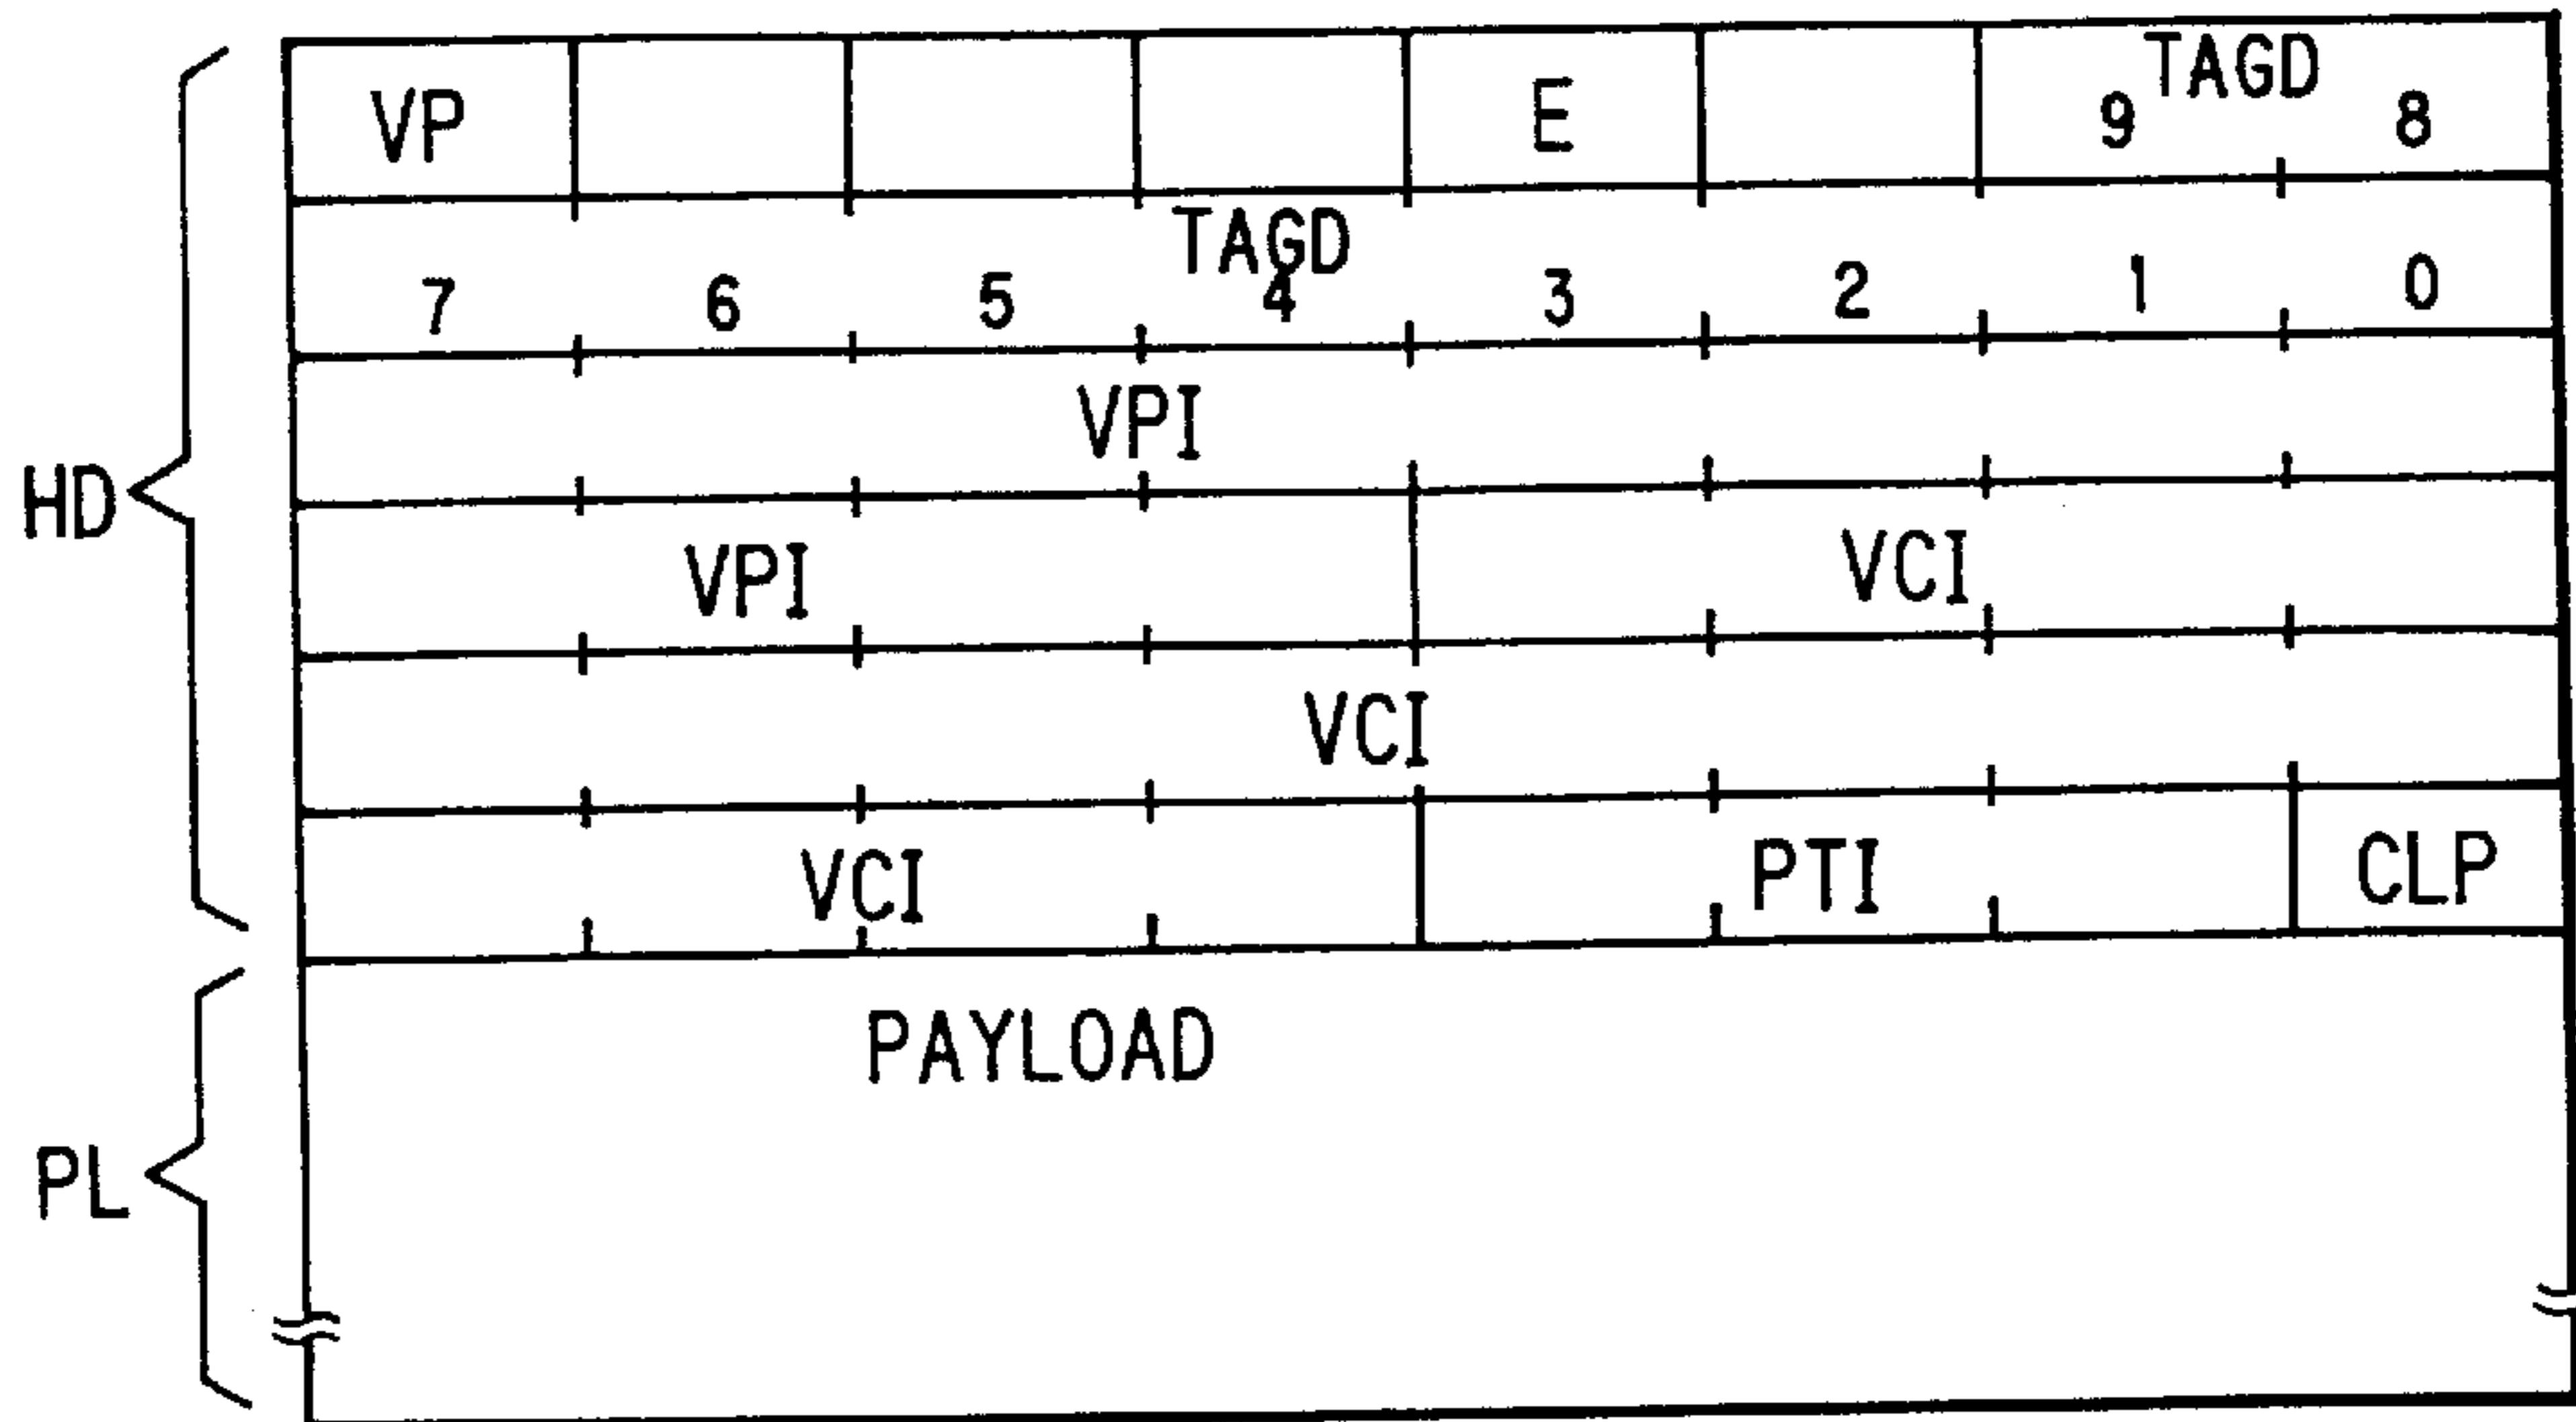 VP E TAGD
9 8
TAGD
7 6 5 4 3 2 1 0
VPI
HD
VPI VCI
VCI
VCI PTI CLP
PAYLOAD
PL